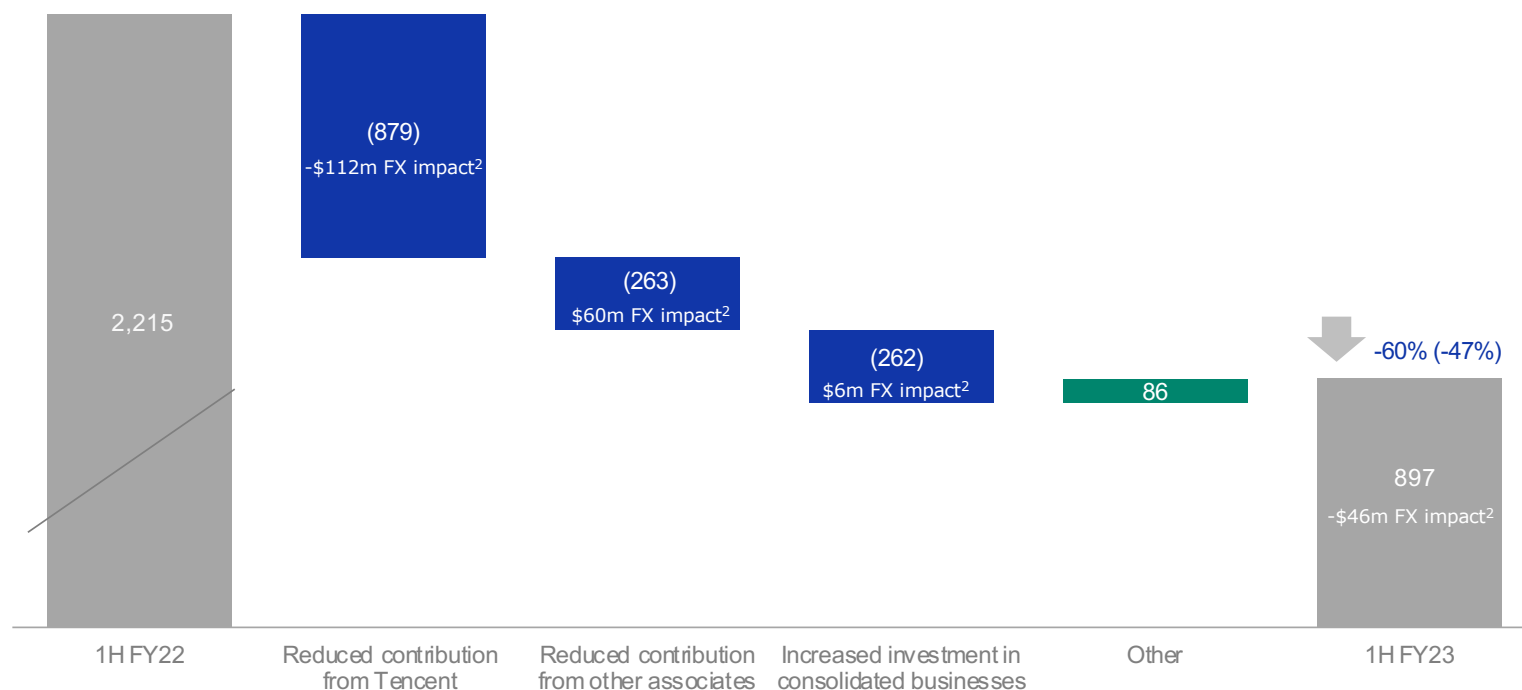 2,215
(879)
-$112m FX impact²
(263)
$60m FX impact²
(262)
$6m FX impact²
86
-60% (-47%)
897
-$46m FX impact²
1H FY22
Reduced contribution
from Tencent
Reduced contribution
from other associates
Increased investment in
consolidated businesses
Other
1H FY23